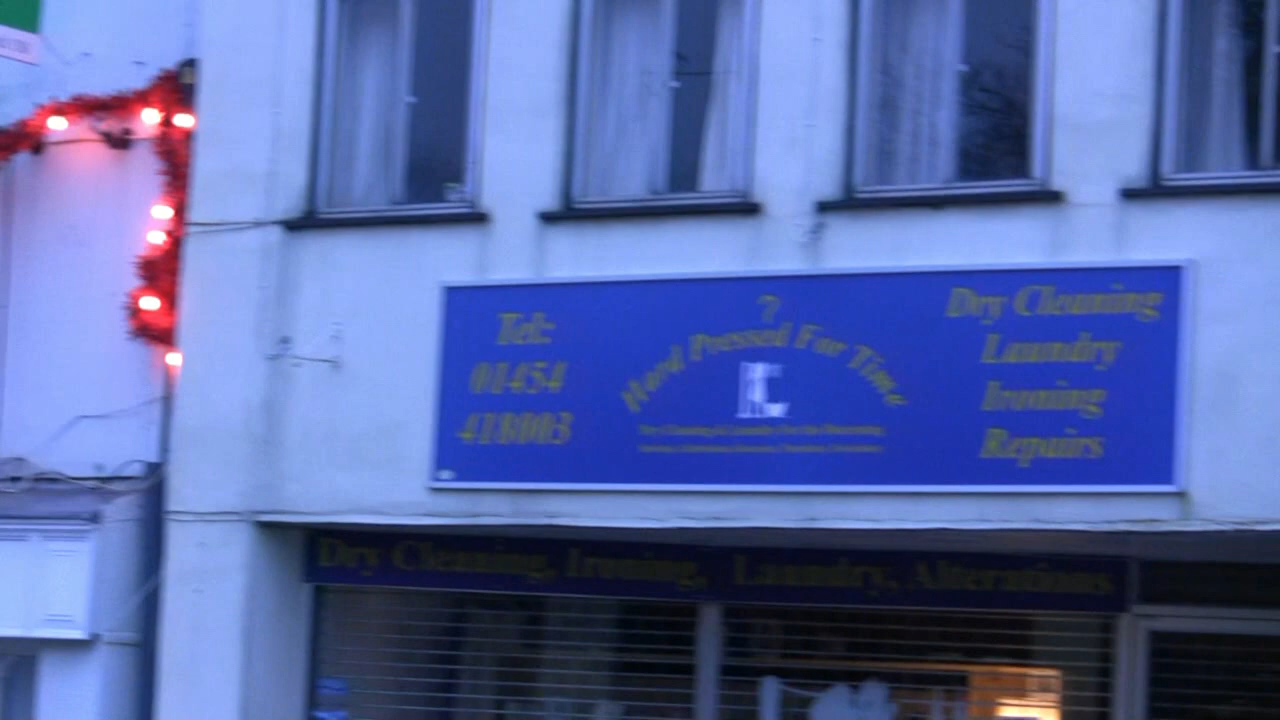 Tel:
01454
418003
?
Hard Pressed For Time
Dry Cleaning
Laundry
Ironing
Repairs
Dry Cleaning, Ironing, Laundry, Alterations